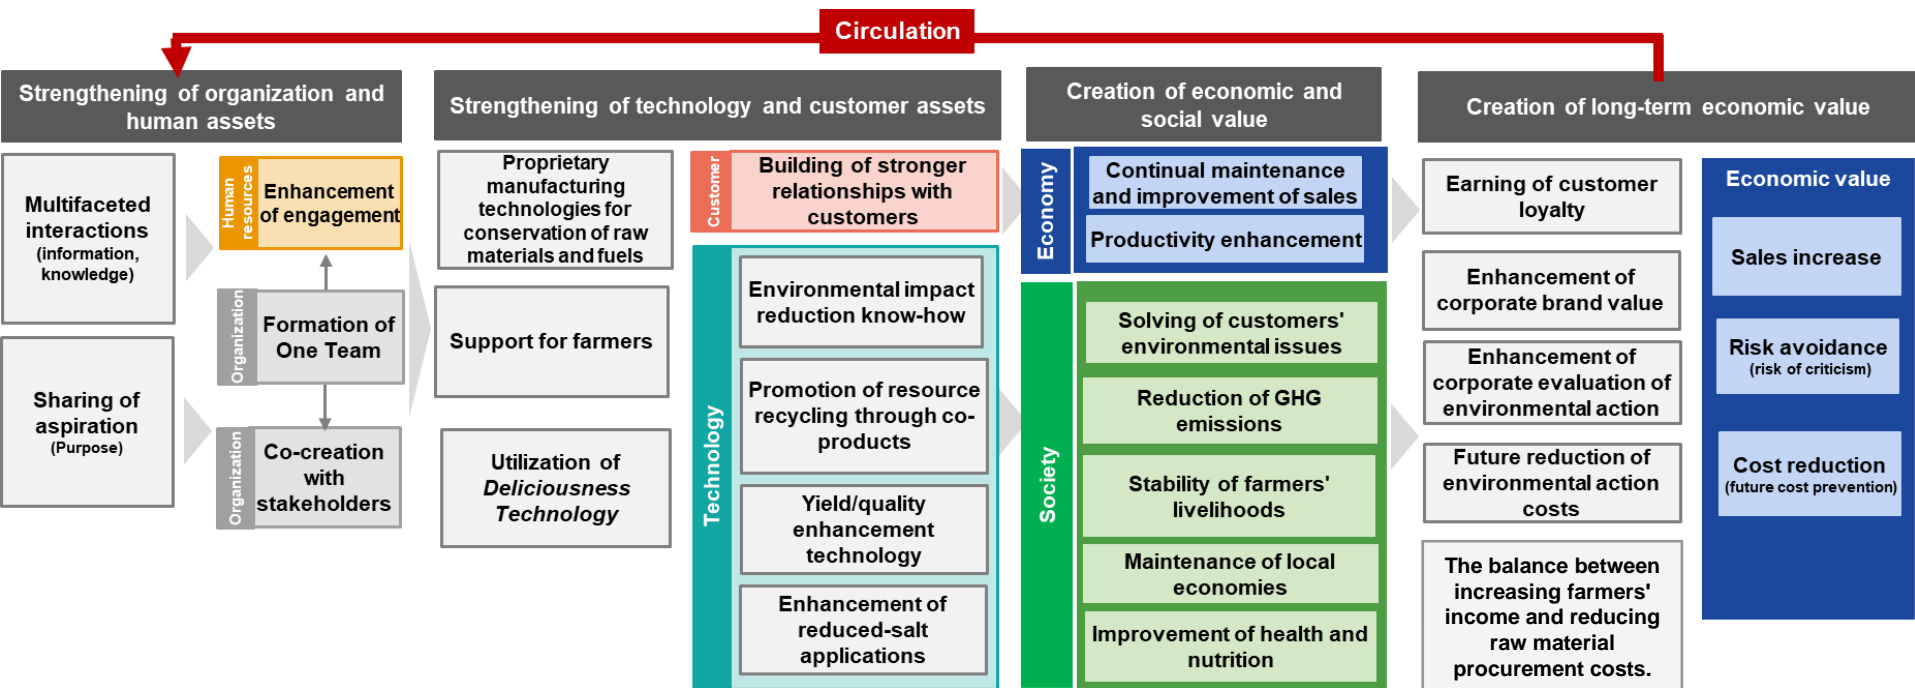 Circulation
Strengthening of organization and
human assets
Strengthening of technology and customer assets
Creation of economic and
social value
Creation of long-term economic value
Multifaceted
interactions
(information,
knowledge)
Sharing of
aspiration
(Purpose)
Human
resources
Enhancement
of engagement
Organization
Formation of
One Team
Organization
Co-creation
with
stakeholders
Proprietary
manufacturing
technologies for
conservation of raw
materials and fuels
Support for farmers
Utilization of
Deliciousness
Technology
Customer
Building of stronger
relationships with
customers
Technology
Environmental impact
reduction know-how
Promotion of resource
recycling through co-
products
Yield/quality
enhancement
technology
Enhancement of
reduced-salt
applications
Economy
Continual maintenance
and improvement of sales
Productivity enhancement
Society
Solving of customers'
environmental issues
Reduction of GHG
emissions
Stability of farmers'
livelihoods
Maintenance of local
economies
Improvement of health and
nutrition
Earning of customer
loyalty
Enhancement of
corporate brand value
Enhancement of
corporate evaluation of
environmental action
Future reduction of
environmental action
costs
The balance between
increasing farmers'
income and reducing
raw material
procurement costs.
Economic value
Sales increase
Risk avoidance
(risk of criticism)
Cost reduction
(future cost prevention)